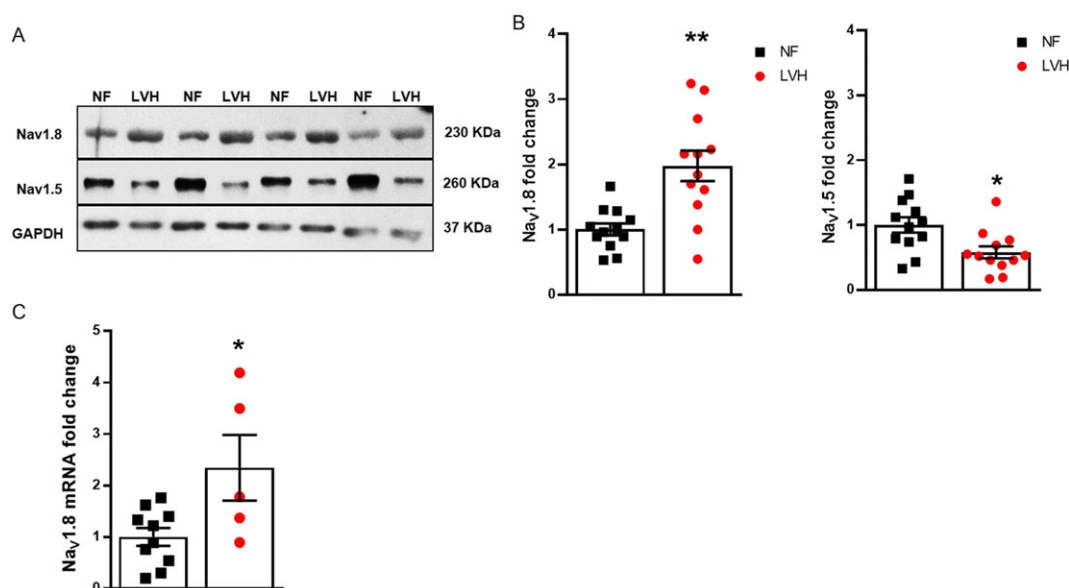 A
NF LVH NF LVH NF LVH NF LVH
Nav1.8 230 KDa
Nav1.5 260 KDa
GAPDH 37 KDa
B
Nav1.8 fold change
4
3
2
1
0
**
NF
LVH
Nav1.5 fold change
4
3
2
1
0
*
NF
LVH
C
Nav1.8 mRNA fold change
5
4
3
2
1
0
*